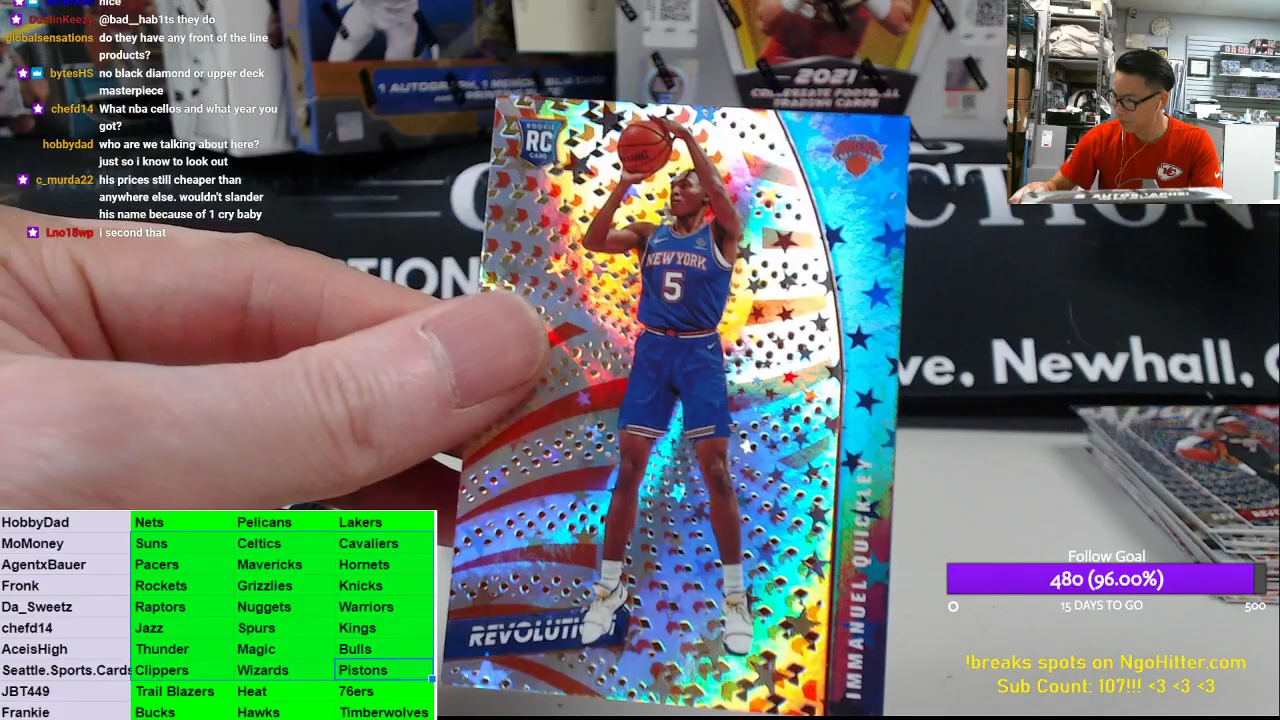 nice
DustinKeezy @bad__hab1ts they do
globalsensations do they have any front of the line
products?
bytesHS no black diamond or upper deck
masterpiece
chefd14 What nba cellos and what year you
got?
hobbydad who are we talking about here?
just so i know to look out
c_murda22 his prices still cheaper than
anywhere else. wouldn't slander
his name because of 1 cry baby
Lno18wp i second that
2021
COLLEGIATE FOOTBALL
TRADING CARDS
ROOKIE
RC
CARD
NEW YORK
5
REVOLUTION
IMMANUEL QUICKLEY
ve, Newhall,
HobbyDad Nets Pelicans Lakers
MoMoney Suns Celtics Cavaliers
AgentxBauer Pacers Mavericks Hornets
Fronk Rockets Grizzlies Knicks
Da_Sweetz Raptors Nuggets Warriors
chefd14 Jazz Spurs Kings
AceisHigh Thunder Magic Bulls
Seattle.Sports.Cards Clippers Wizards Pistons
JBT449 Trail Blazers Heat 76ers
Frankie Bucks Hawks Timberwolves
Follow Goal
480 (96.00%)
0 15 DAYS TO GO 500
!breaks spots on NgoHitter.com
Sub Count: 107!!! <3 <3 <3